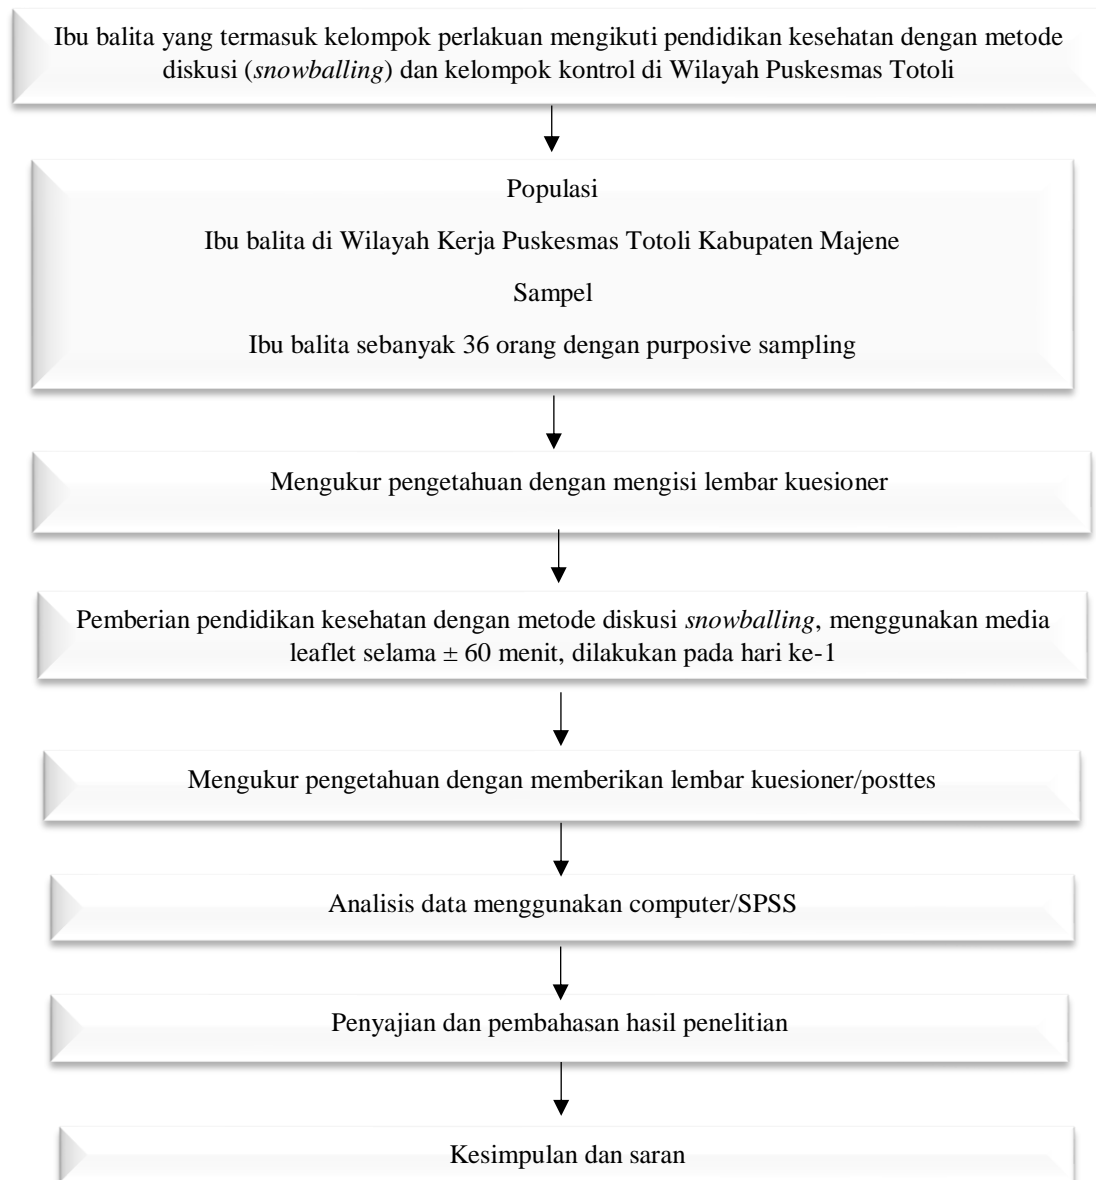 Ibu balita yang termasuk kelompok perlakuan mengikuti pendidikan kesehatan dengan metode
diskusi (snowballing) dan kelompok kontrol di Wilayah Puskesmas Totoli
Populasi
Ibu balita di Wilayah Kerja Puskesmas Totoli Kabupaten Majene
Sampel
Ibu balita sebanyak 36 orang dengan purposive sampling
Mengukur pengetahuan dengan mengisi lembar kuesioner
Pemberian pendidikan kesehatan dengan metode diskusi snowballing, menggunakan media
leaflet selama ± 60 menit, dilakukan pada hari ke-1
Mengukur pengetahuan dengan memberikan lembar kuesioner/posttes
Analisis data menggunakan computer/SPSS
Penyajian dan pembahasan hasil penelitian
Kesimpulan dan saran